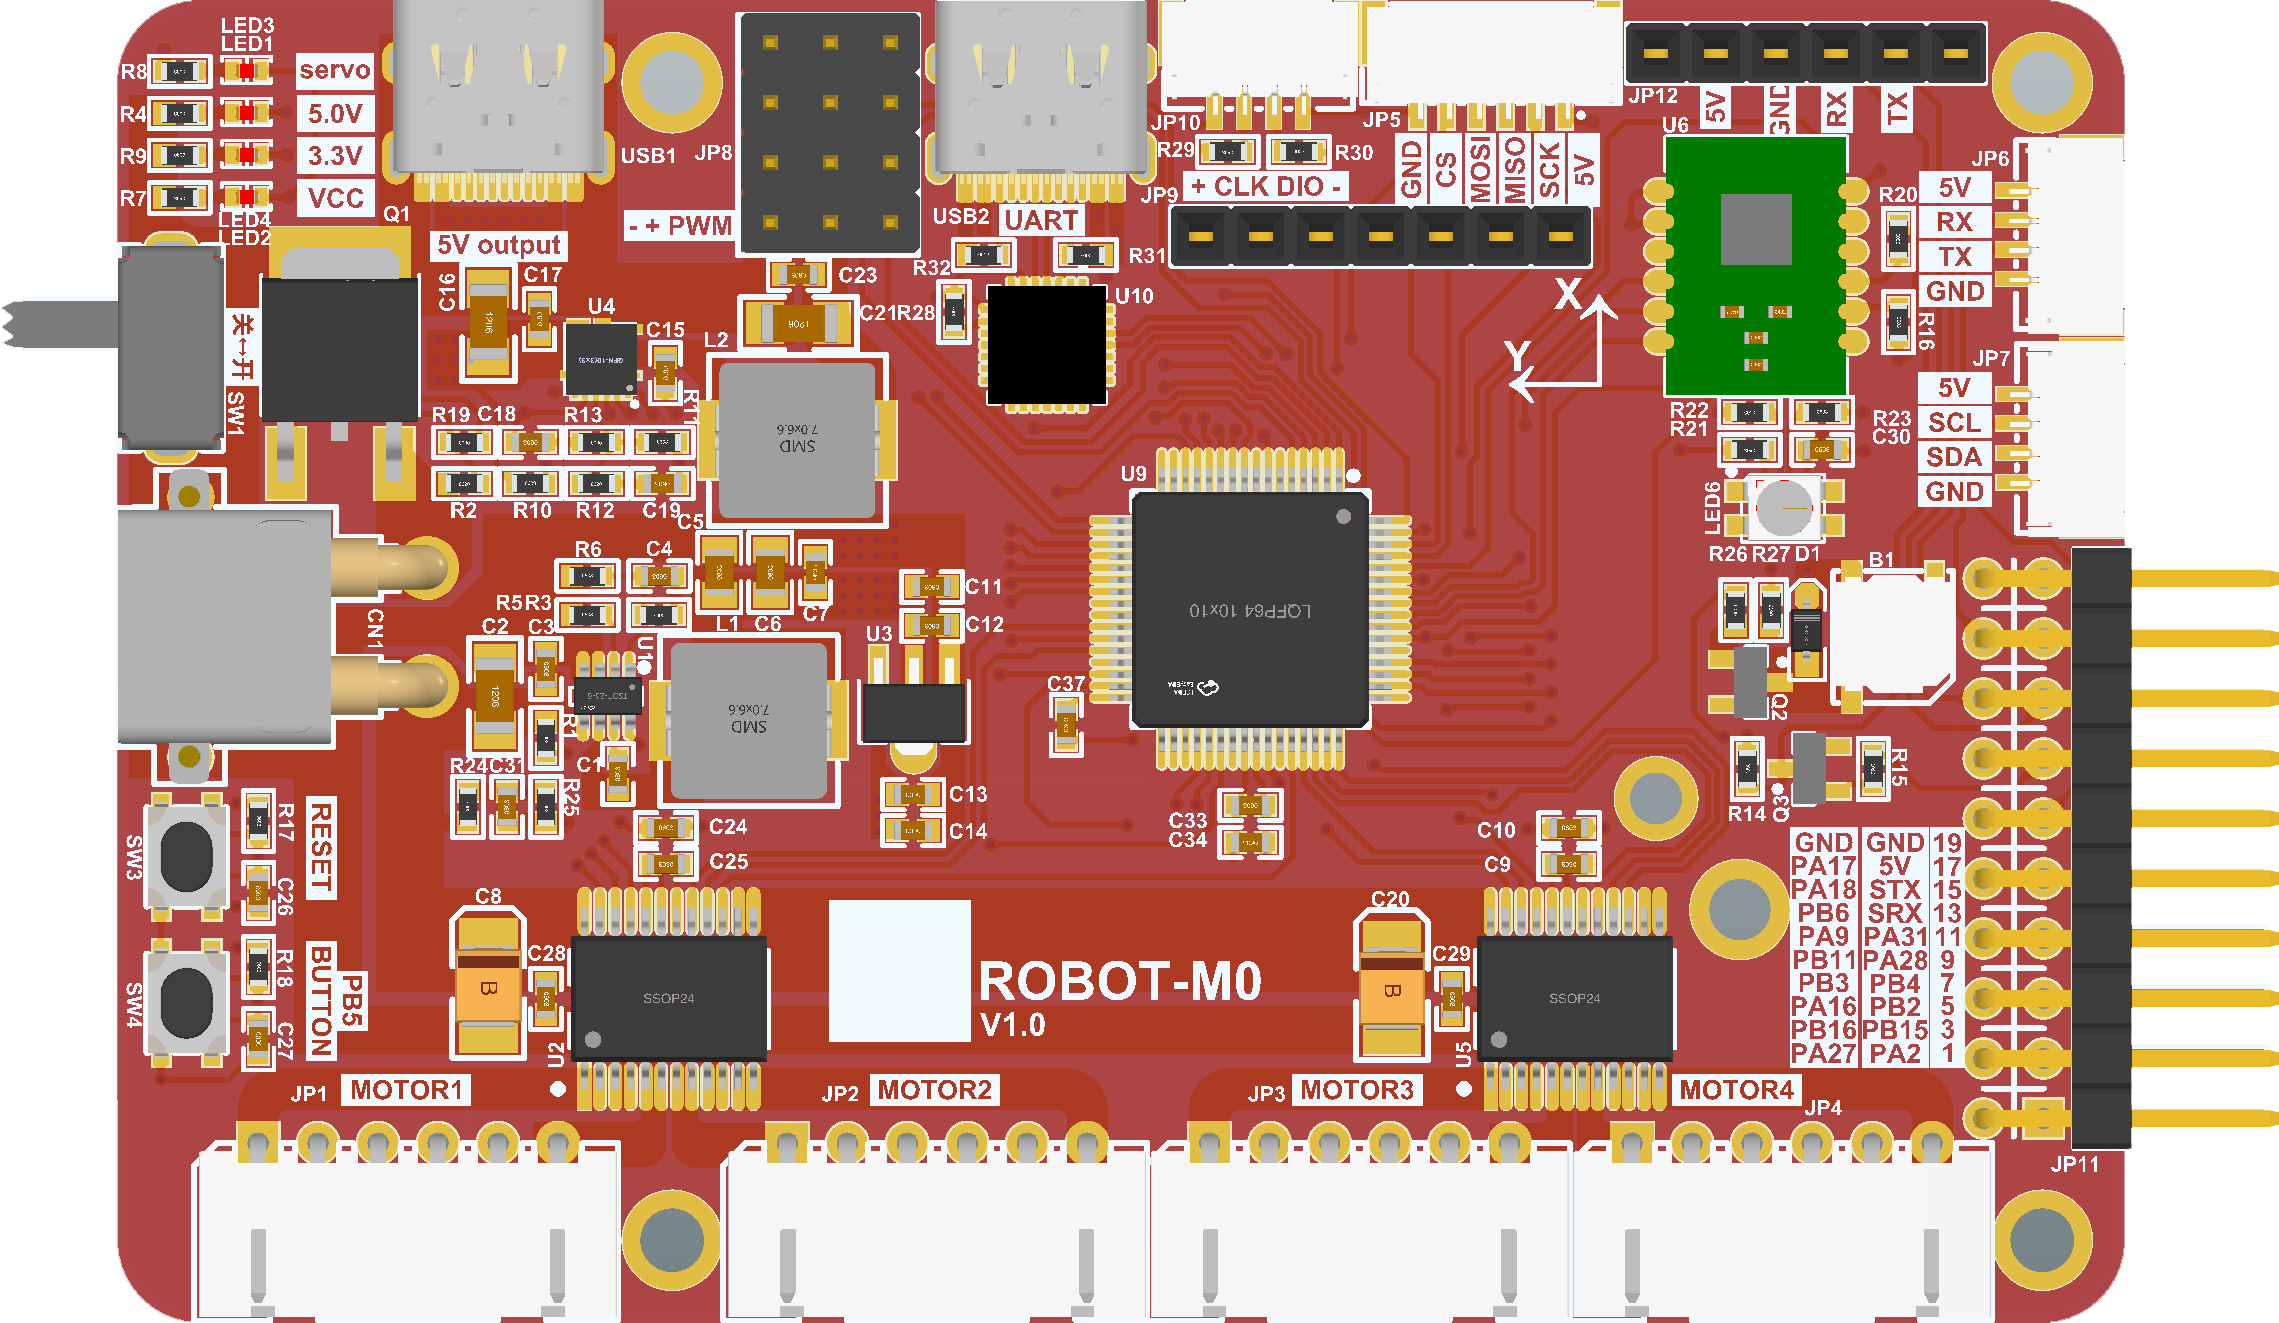 LED3
LED1
R8
servo
R4
5.0V
R9
3.3V
R7
VCC
LED4
LED2
Q1
USB1
JP8
- + PWM
5V output
USB2
UART
JP10
JP5
JP12
5V
GND
RX
TX
R29
R30
JP9
+ CLK DIO -
GND
CS
MOSI
MISO
SCK
5V
U6
JP6
R20
5V
RX
TX
GND
R16
JP7
5V
SCL
SDA
GND
关↔开
SW1
C16
1206
C17
U4
C15
C23
C21
1206
R28
R32
R31
U10
X
Y
L2
R11
SMD
7.0x6.6
R19
C18
R13
R2
R10
R12
C19
C5
R22
R21
R23
C30
LED6
R26
R27
D1
B1
U9
LQFP64 10x10
CN1
R6
C4
R5
R3
L1
C6
C7
C11
C12
C2
C3
1206
U1
U3
SMD
7.0x6.6
C37
Q2
R1
C1
R24
C31
R25
C13
C14
C24
C25
C33
C34
C10
C9
R14
Q3
R15
SW3
R17
RESET
C26
SW4
R18
BUTTON
PB5
C27
C8
B
C28
SSOP24
U2
ROBOT-M0
V1.0
C20
B
C29
SSOP24
U5
GND GND 19
PA17 5V 17
PA18 STX 15
PB6 SRX 13
PA9 PA31 11
PB11 PA28 9
PB3 PB4 7
PA16 PB2 5
PB16 PB15 3
PA27 PA2 1
JP1
MOTOR1
JP2
MOTOR2
JP3
MOTOR3
MOTOR4
JP4
JP11